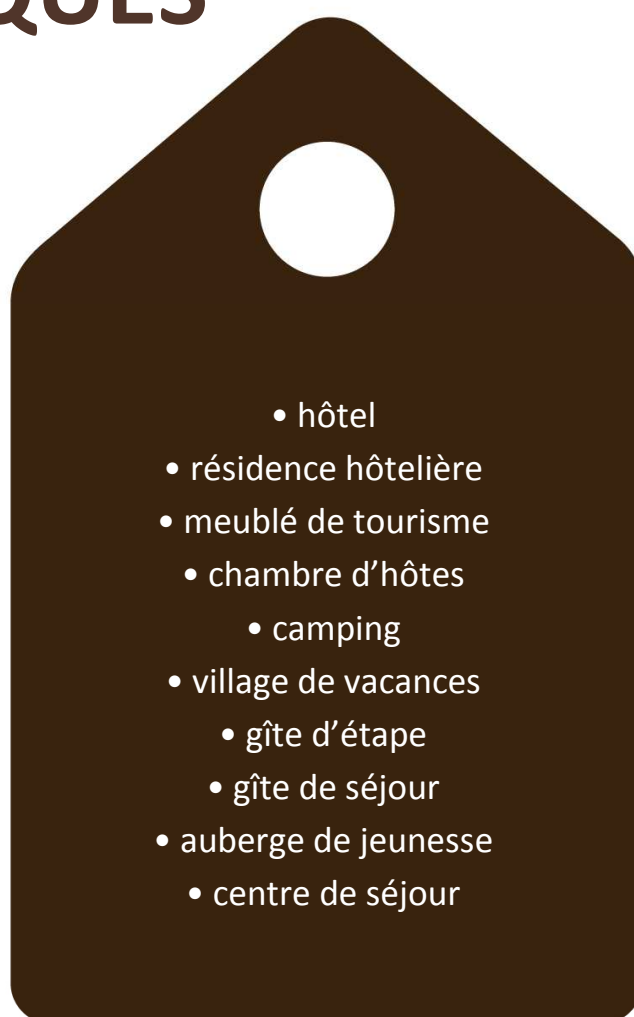 QUES
• hôtel
• résidence hôtelière
• meublé de tourisme
• chambre d’hôtes
• camping
• village de vacances
• gîte d’étape
• gîte de séjour
• auberge de jeunesse
• centre de séjour